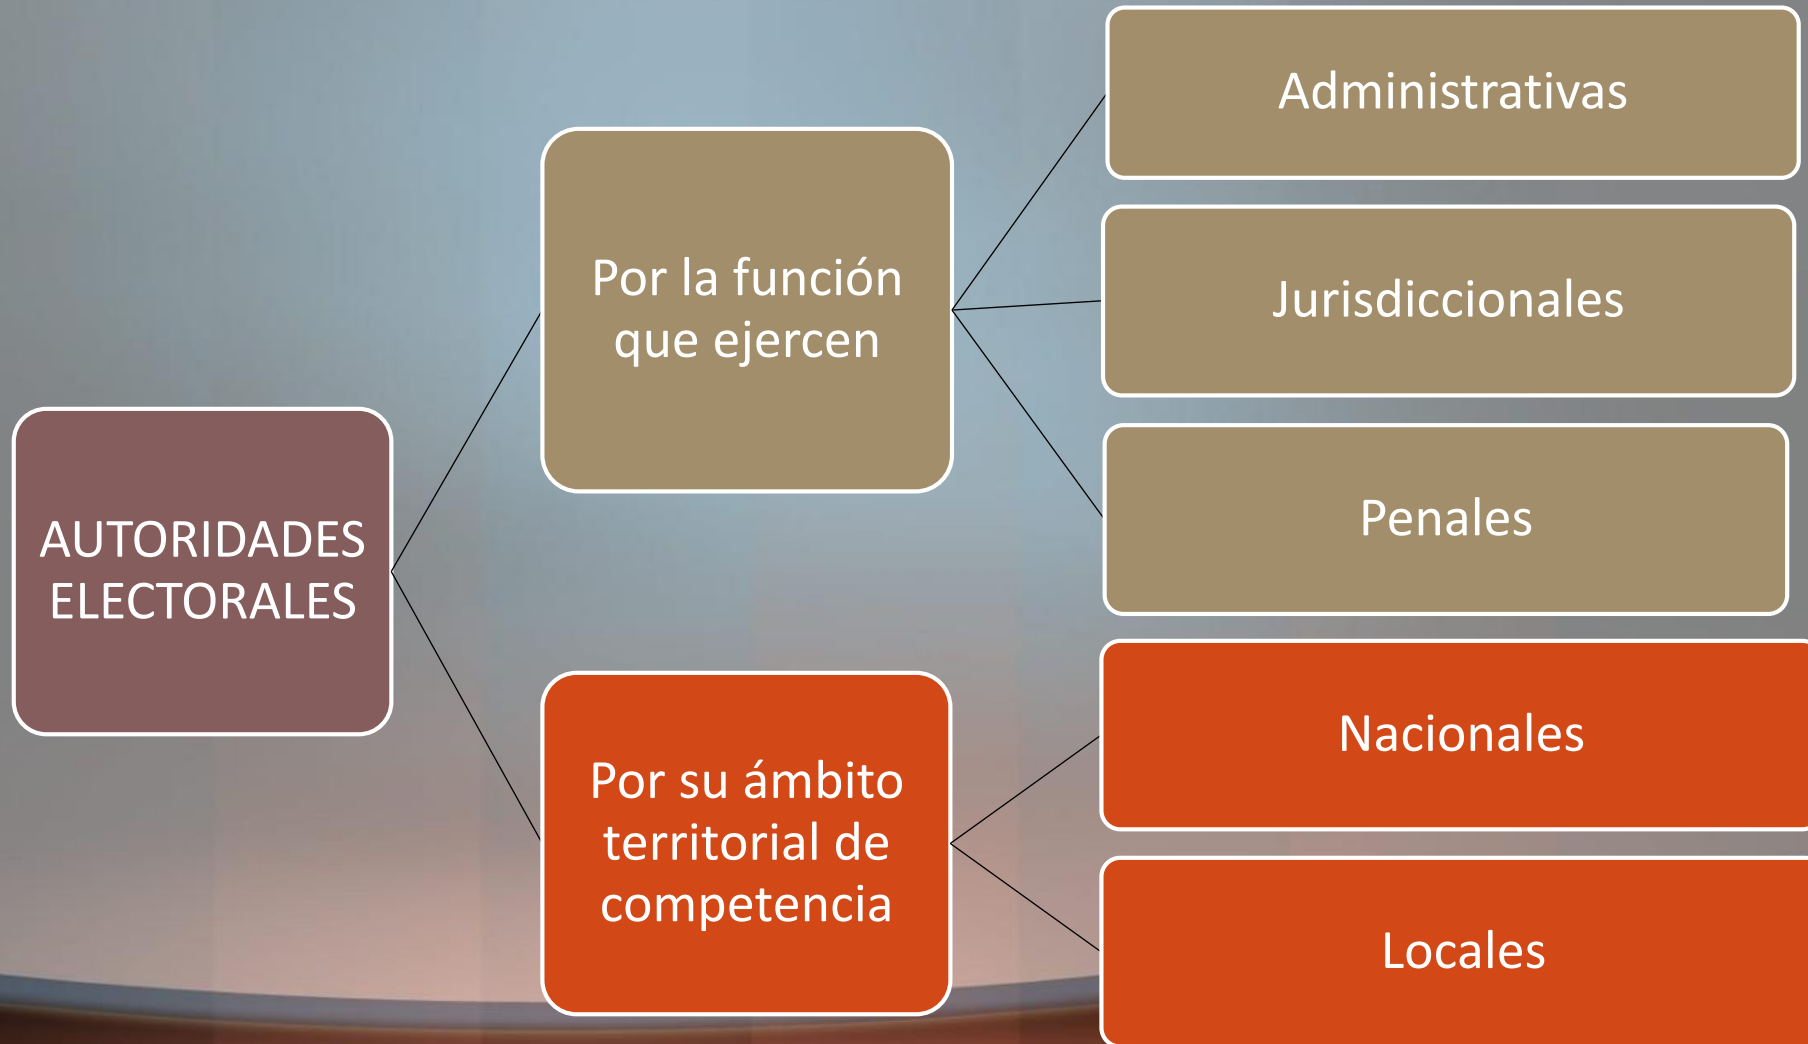 AUTORIDADES
ELECTORALES
Por la función
que ejercen
Administrativas
Jurisdiccionales
Penales
Por su ámbito
territorial de
competencia
Nacionales
Locales